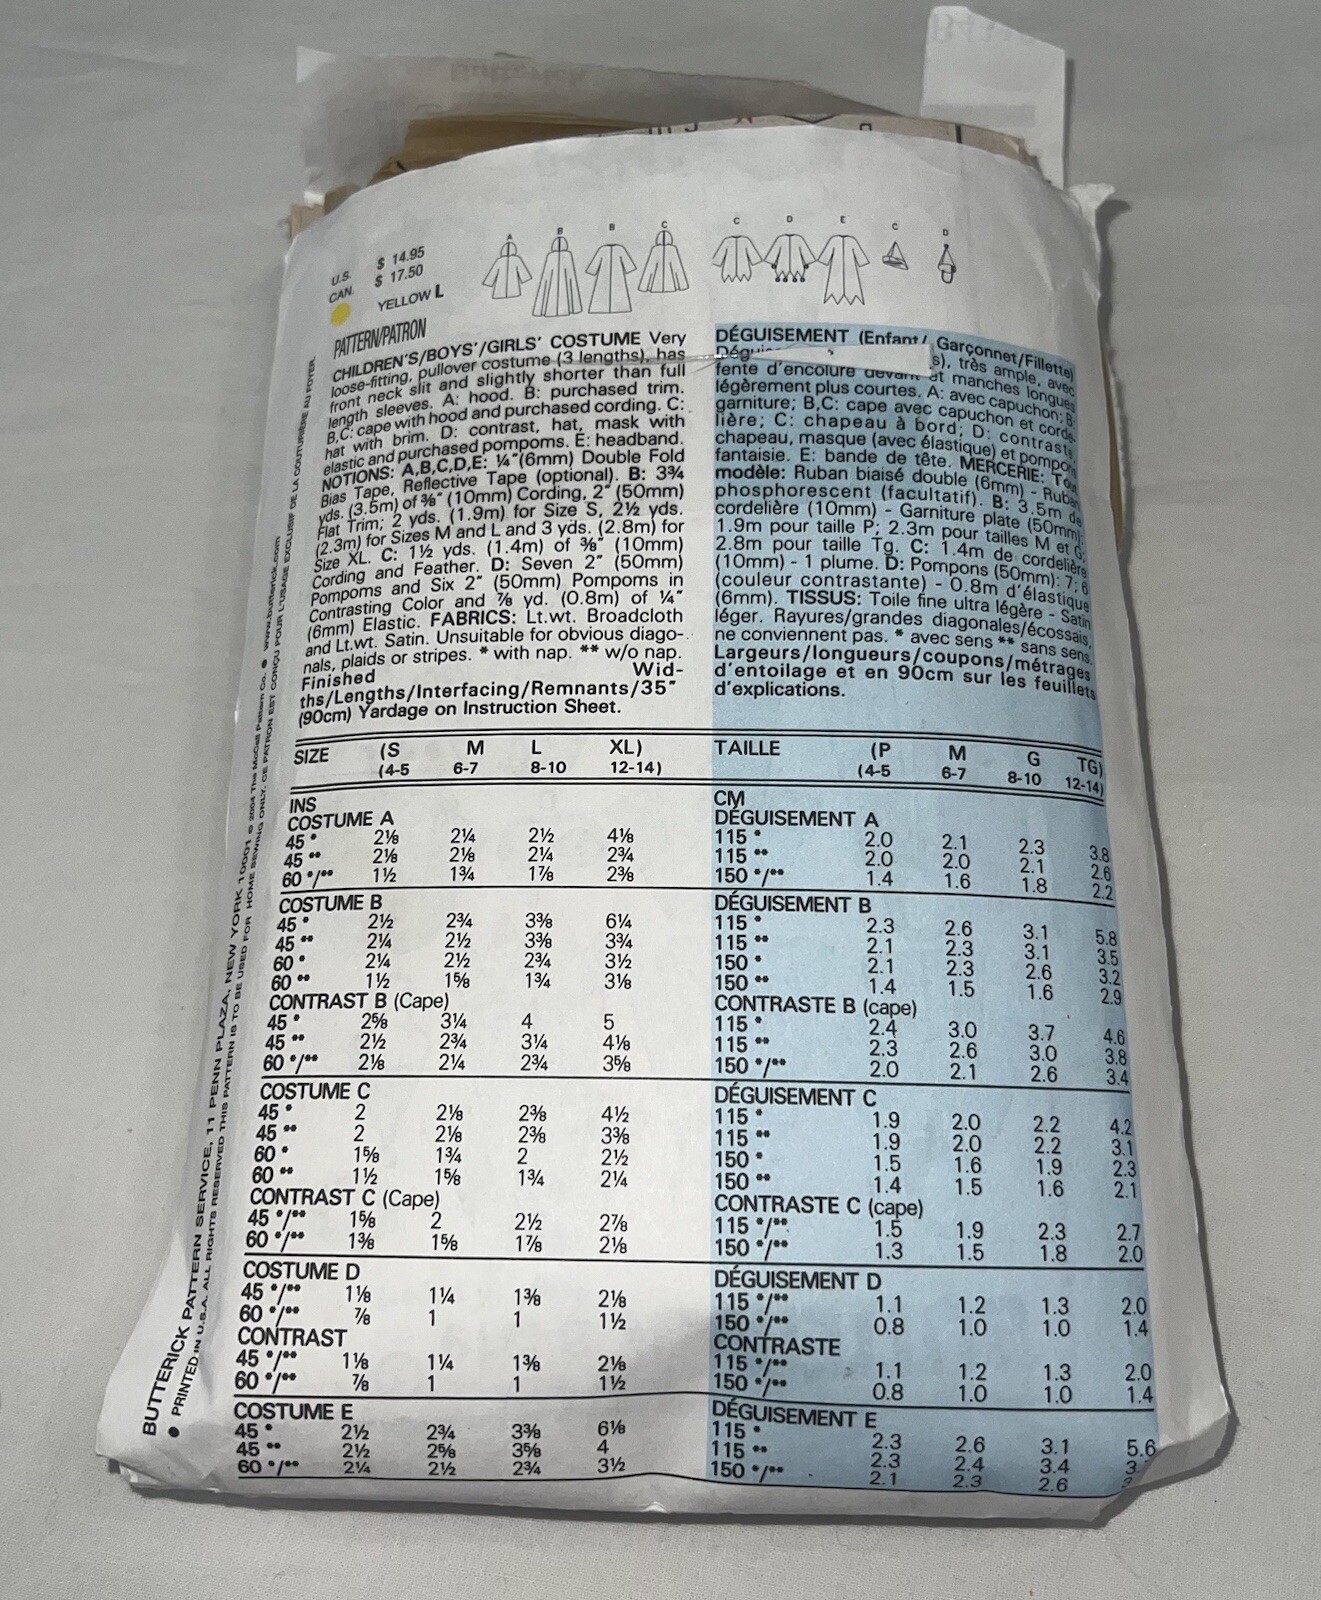 Butterick
A B B C C D E C D
U.S. $ 14.95
CAN. $ 17.50
YELLOW L
PATTERN/PATRON
CHILDREN'S/BOYS'/GIRLS' COSTUME Very
loose-fitting, pullover costume (3 lengths), has
front neck slit and slightly shorter than full
length sleeves. A: hood. B: purchased trim.
B,C: cape with hood and purchased cording. C:
hat with brim. D: contrast, hat, mask with
elastic and purchased pompoms. E: headband.
NOTIONS: A,B,C,D,E: ¼"(6mm) Double Fold
Bias Tape, Reflective Tape (optional). B: 3¾
yds. (3.5m) of ⅜" (10mm) Cording, 2" (50mm)
Flat Trim; 2 yds. (1.9m) for Size S, 2½ yds.
(2.3m) for Sizes M and L and 3 yds. (2.8m) for
Size XL. C: 1½ yds. (1.4m) of ⅜" (10mm)
Cording and Feather. D: Seven 2" (50mm)
Pompoms and Six 2" (50mm) Pompoms in
Contrasting Color and ⅞ yd. (0.8m) of ¼"
(6mm) Elastic. FABRICS: Lt.wt. Broadcloth
and Lt.wt. Satin. Unsuitable for obvious diago-
nals, plaids or stripes. * with nap. ** w/o nap.
Finished Wid-
ths/Lengths/Interfacing/Remnants/35"
(90cm) Yardage on Instruction Sheet.
DÉGUISEMENT (Enfant/ Garçonnet/Fillette)
s), très ample, avec
fente d'encolure devant et manches longues
légèrement plus courtes. A: avec capuchon; B:
garniture; B,C: cape avec capuchon et corde-
lière; C: chapeau à bord; D: contraste,
chapeau, masque (avec élastique) et pompon
fantaisie. E: bande de tête. MERCERIE: Tout
modèle: Ruban biaisé double (6mm) - Ruban
phosphorescent (facultatif). B: 3.5m de
cordelière (10mm) - Garniture plate (50mm):
1.9m pour taille P; 2.3m pour tailles M et G;
2.8m pour taille Tg. C: 1.4m de cordelière
(10mm) - 1 plume. D: Pompons (50mm): 7; 6
(couleur contrastante) - 0.8m d'élastique
(6mm). TISSUS: Toile fine ultra légère - Satin
léger. Rayures/grandes diagonales/écossais,
ne conviennent pas. * avec sens ** sans sens.
Largeurs/longueurs/coupons/métrages
d'entoilage et en 90cm sur les feuillets
d'explications.
SIZE (S M L XL)
(4-5 6-7 8-10 12-14)
INS
COSTUME A
45 * 2⅛ 2¼ 2½ 4⅛
45 ** 2⅛ 2⅛ 2¼ 2¾
60 */** 1½ 1¾ 1⅞ 2⅜
COSTUME B
45 * 2½ 2¾ 3⅜ 6¼
45 ** 2¼ 2½ 3⅜ 3¾
60 * 2¼ 2½ 2¾ 3½
60 ** 1½ 1⅝ 1¾ 3⅛
CONTRAST B (Cape)
45 * 2⅝ 3¼ 4 5
45 ** 2½ 2¾ 3¼ 4⅛
60 */** 2⅛ 2¼ 2¾ 3⅝
COSTUME C
45 * 2 2⅛ 2⅜ 4½
45 ** 2 2⅛ 2⅜ 3⅜
60 * 1⅝ 1¾ 2 2½
60 ** 1½ 1⅝ 1¾ 2¼
CONTRAST C (Cape)
45 */** 1⅝ 2 2½ 2⅞
60 */** 1⅜ 1⅝ 1⅞ 2⅛
COSTUME D
45 */** 1⅛ 1¼ 1⅜ 2⅛
60 */** ⅞ 1 1 1½
CONTRAST
45 */** 1⅛ 1¼ 1⅜ 2⅛
60 */** ⅞ 1 1 1½
COSTUME E
45 * 2½ 2¾ 3⅜ 6⅛
45 ** 2½ 2⅝ 3⅝ 4
60 */** 2¼ 2½ 2¾ 3½
TAILLE (P M G TG)
(4-5 6-7 8-10 12-14)
CM
DÉGUISEMENT A
115 * 2.0 2.1 2.3 3.8
115 ** 2.0 2.0 2.1 2.6
150 */** 1.4 1.6 1.8 2.2
DÉGUISEMENT B
115 * 2.3 2.6 3.1 5.8
115 ** 2.1 2.3 3.1 3.5
150 * 2.1 2.3 2.6 3.2
150 ** 1.4 1.5 1.6 2.9
CONTRASTE B (cape)
115 * 2.4 3.0 3.7 4.6
115 ** 2.3 2.6 3.0 3.8
150 */** 2.0 2.1 2.6 3.4
DÉGUISEMENT C
115 * 1.9 2.0 2.2 4.2
115 ** 1.9 2.0 2.2 3.1
150 * 1.5 1.6 1.9 2.3
150 ** 1.4 1.5 1.6 2.1
CONTRASTE C (cape)
115 */** 1.5 1.9 2.3 2.7
150 */** 1.3 1.5 1.8 2.0
DÉGUISEMENT D
115 */** 1.1 1.2 1.3 2.0
150 */** 0.8 1.0 1.0 1.4
CONTRASTE
115 */** 1.1 1.2 1.3 2.0
150 */** 0.8 1.0 1.0 1.4
DÉGUISEMENT E
115 * 2.3 2.6 3.1 5.6
115 ** 2.3 2.4 3.4
150 */** 2.1 2.3 2.6
BUTTERICK PATTERN SERVICE, 11 PENN PLAZA, NEW YORK 10001 © 2004 The McCall Pattern Co. ● www.butterick.com
● PRINTED IN U.S.A. ALL RIGHTS RESERVED THIS PATTERN IS TO BE USED FOR HOME SEWING ONLY. CE PATRON EST CONÇU POUR L'USAGE EXCLUSIF DE LA COUTURIÈRE AU FOYER.